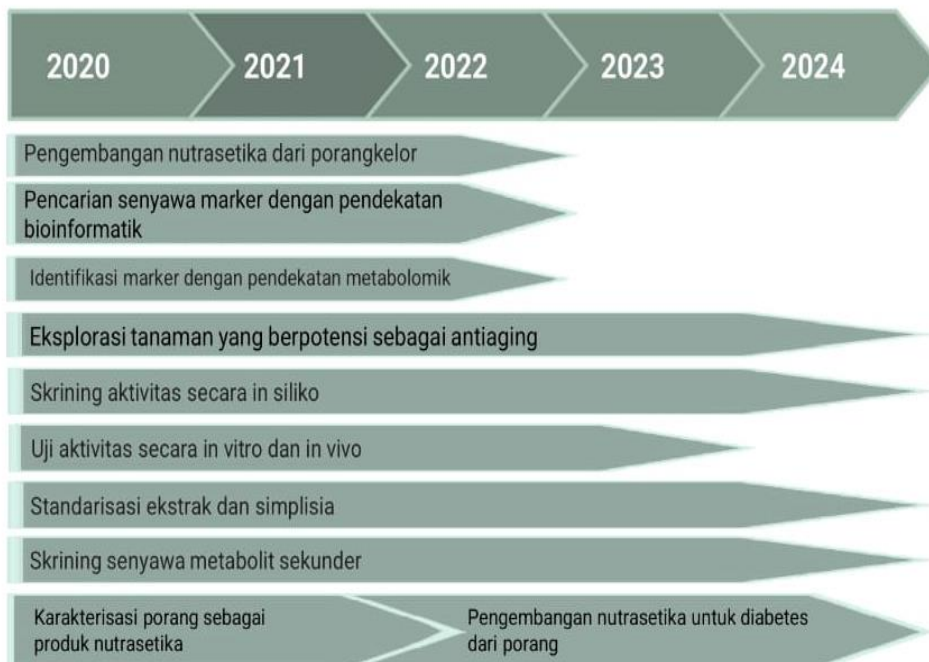 2020 2021 2022 2023 2024
Pengembangan nutrasetika dari porangkelor
Pencarian senyawa marker dengan pendekatan
bioinformatik
Identifikasi marker dengan pendekatan metabolomik
Eksplorasi tanaman yang berpotensi sebagai antiaging
Skrining aktivitas secara in siliko
Uji aktivitas secara in vitro dan in vivo
Standarisasi ekstrak dan simplisia
Skrining senyawa metabolit sekunder
Karakterisasi porang sebagai
produk nutrasetika
Pengembangan nutrasetika untuk diabetes
dari porang